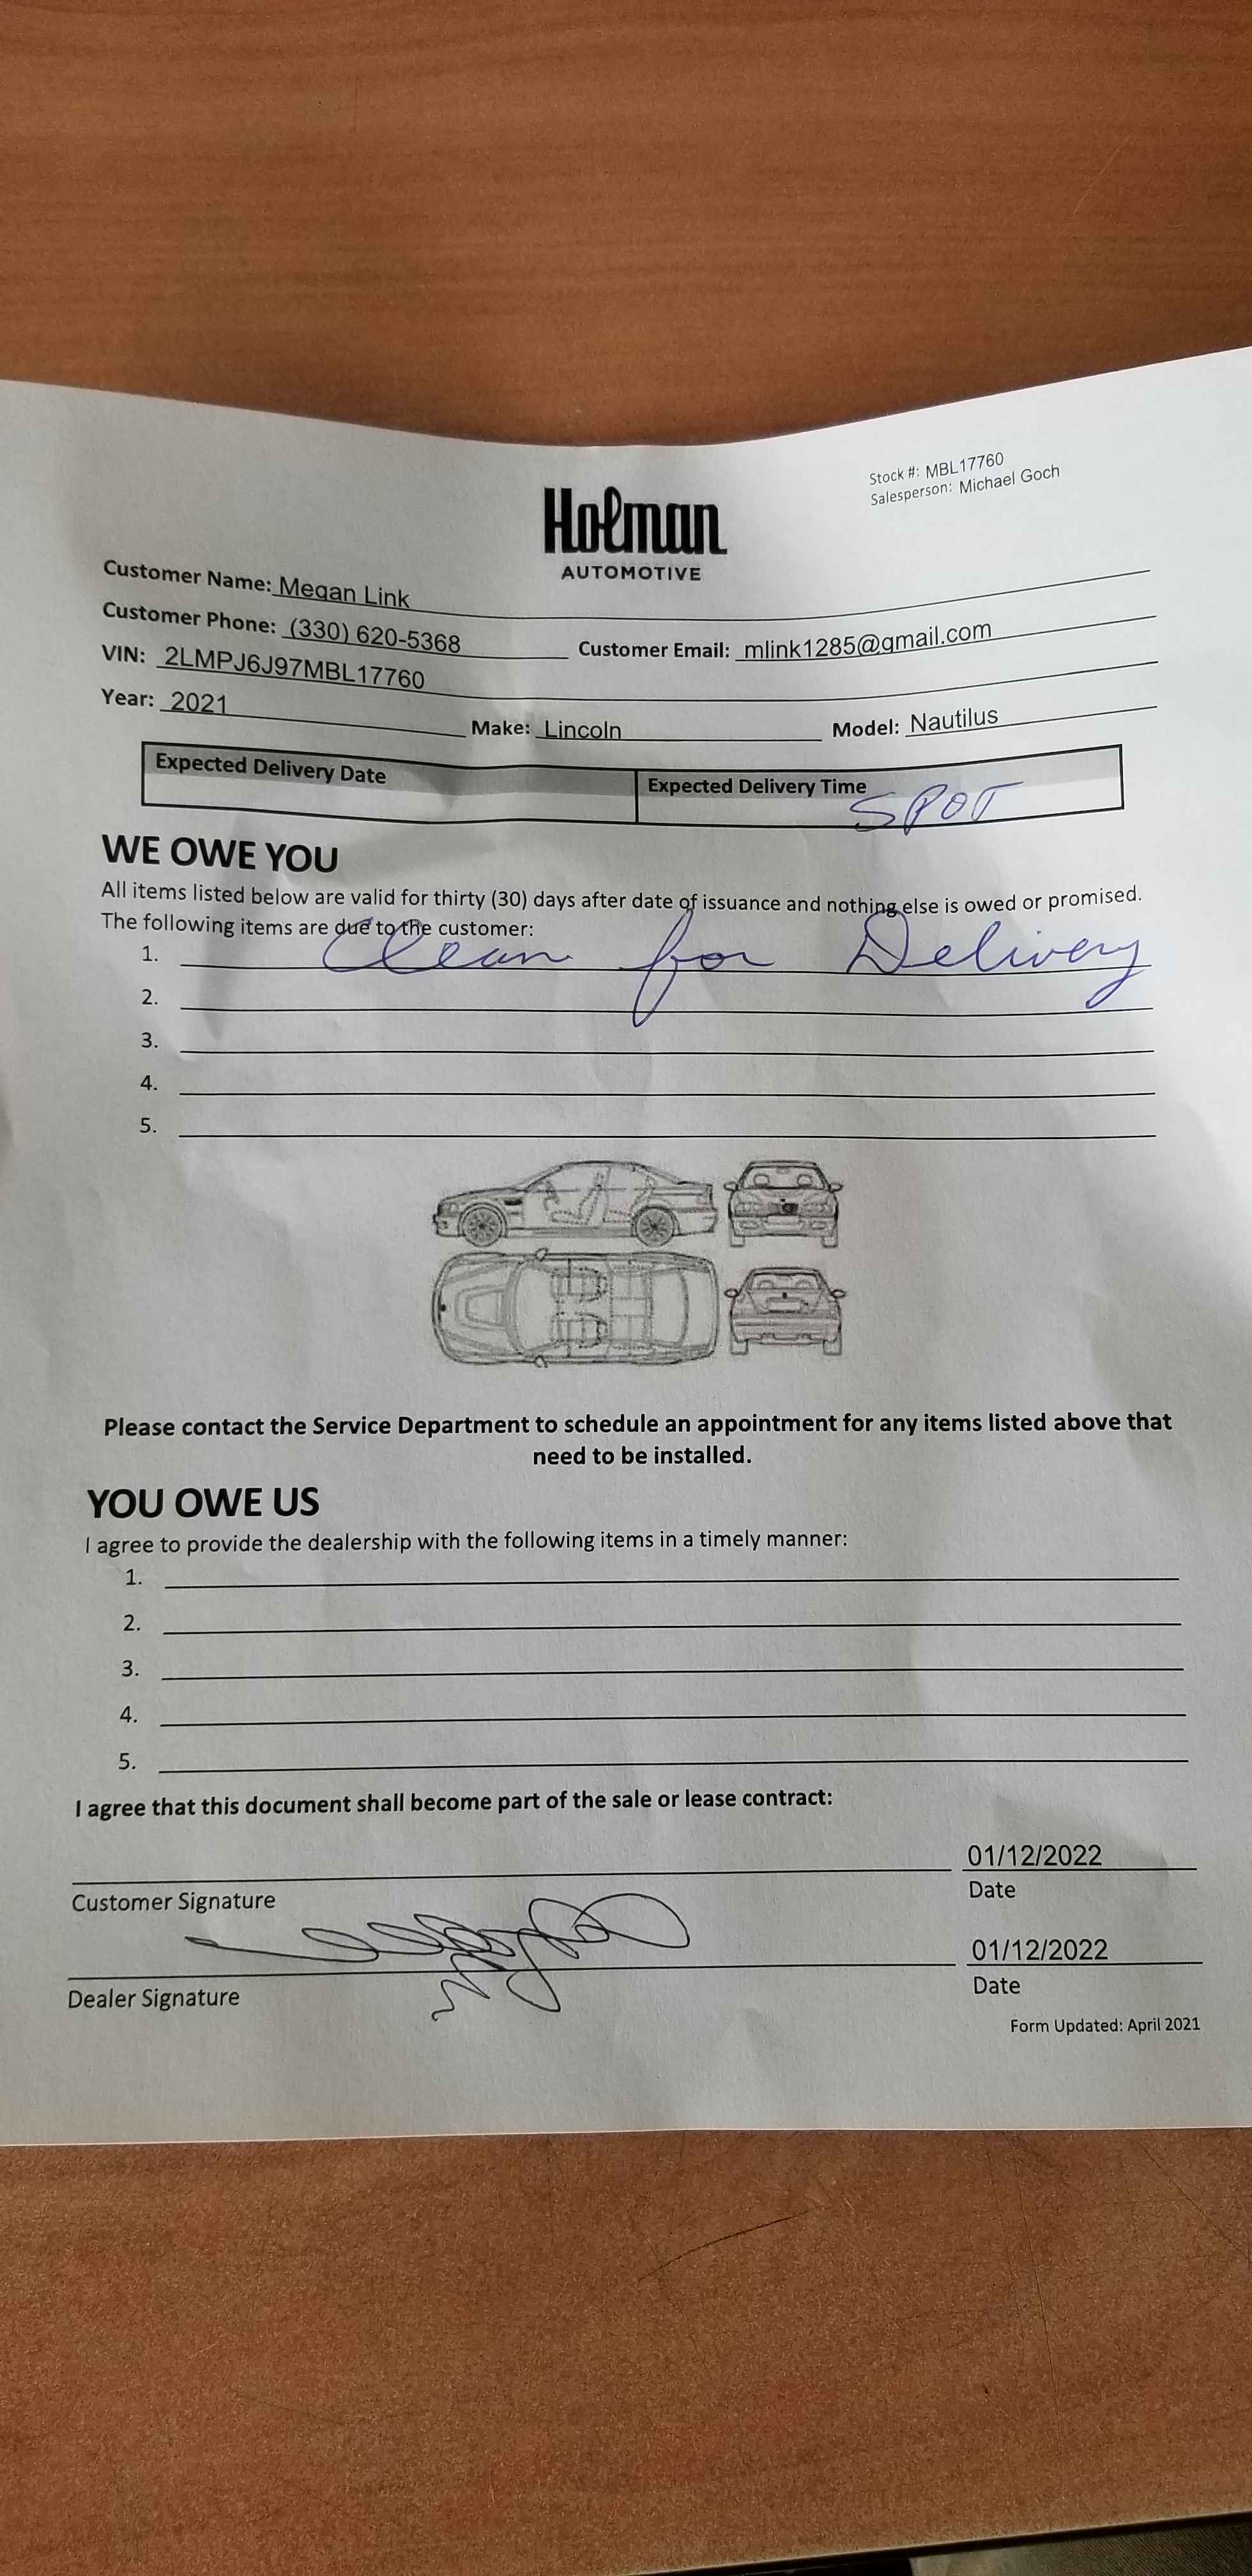 Stock #: MBL17760
Salesperson: Michael Goch
Holman
AUTOMOTIVE
Customer Name: Megan Link
Customer Phone: (330) 620-5368 Customer Email: mlink1285@gmail.com
VIN: 2LMPJ6J97MBL17760
Year: 2021 Make: Lincoln Model: Nautilus
Expected Delivery Date Expected Delivery Time
SPOT
WE OWE YOU
All items listed below are valid for thirty (30) days after date of issuance and nothing else is owed or promised.
The following items are due to the customer:
1. Clean for Delivery
2.
3.
4.
5.
Please contact the Service Department to schedule an appointment for any items listed above that
need to be installed.
YOU OWE US
I agree to provide the dealership with the following items in a timely manner:
1.
2.
3.
4.
5.
I agree that this document shall become part of the sale or lease contract:
01/12/2022
Customer Signature Date
01/12/2022
Dealer Signature Date
Form Updated: April 2021